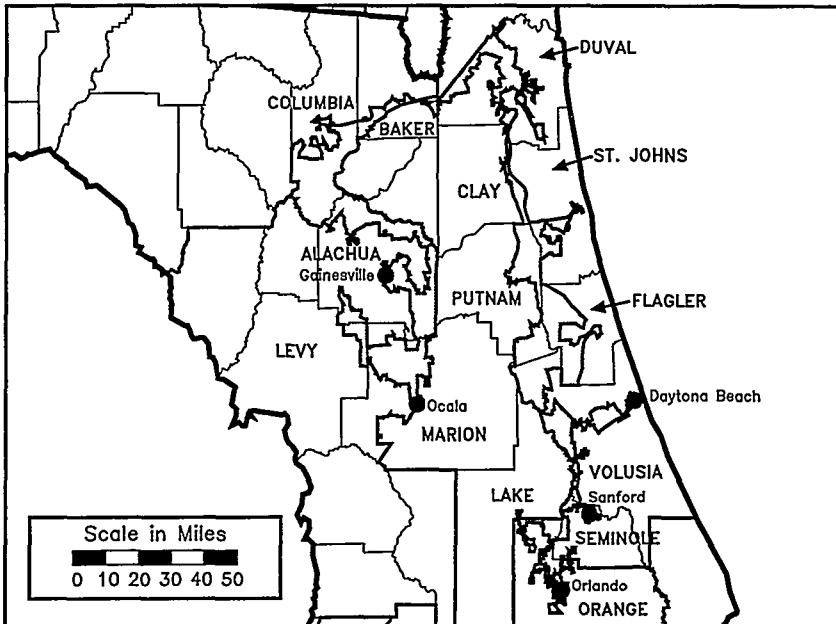 DUVAL
COLUMBIA
BAKER
ST. JOHNS
CLAY
ALACHUA
Gainesville
PUTNAM
FLAGLER
LEVY
Daytona Beach
Ocala
MARION
VOLUSIA
LAKE
Sanford
SEMINOLE
Orlando
ORANGE
Scale in Miles
0 10 20 30 40 50